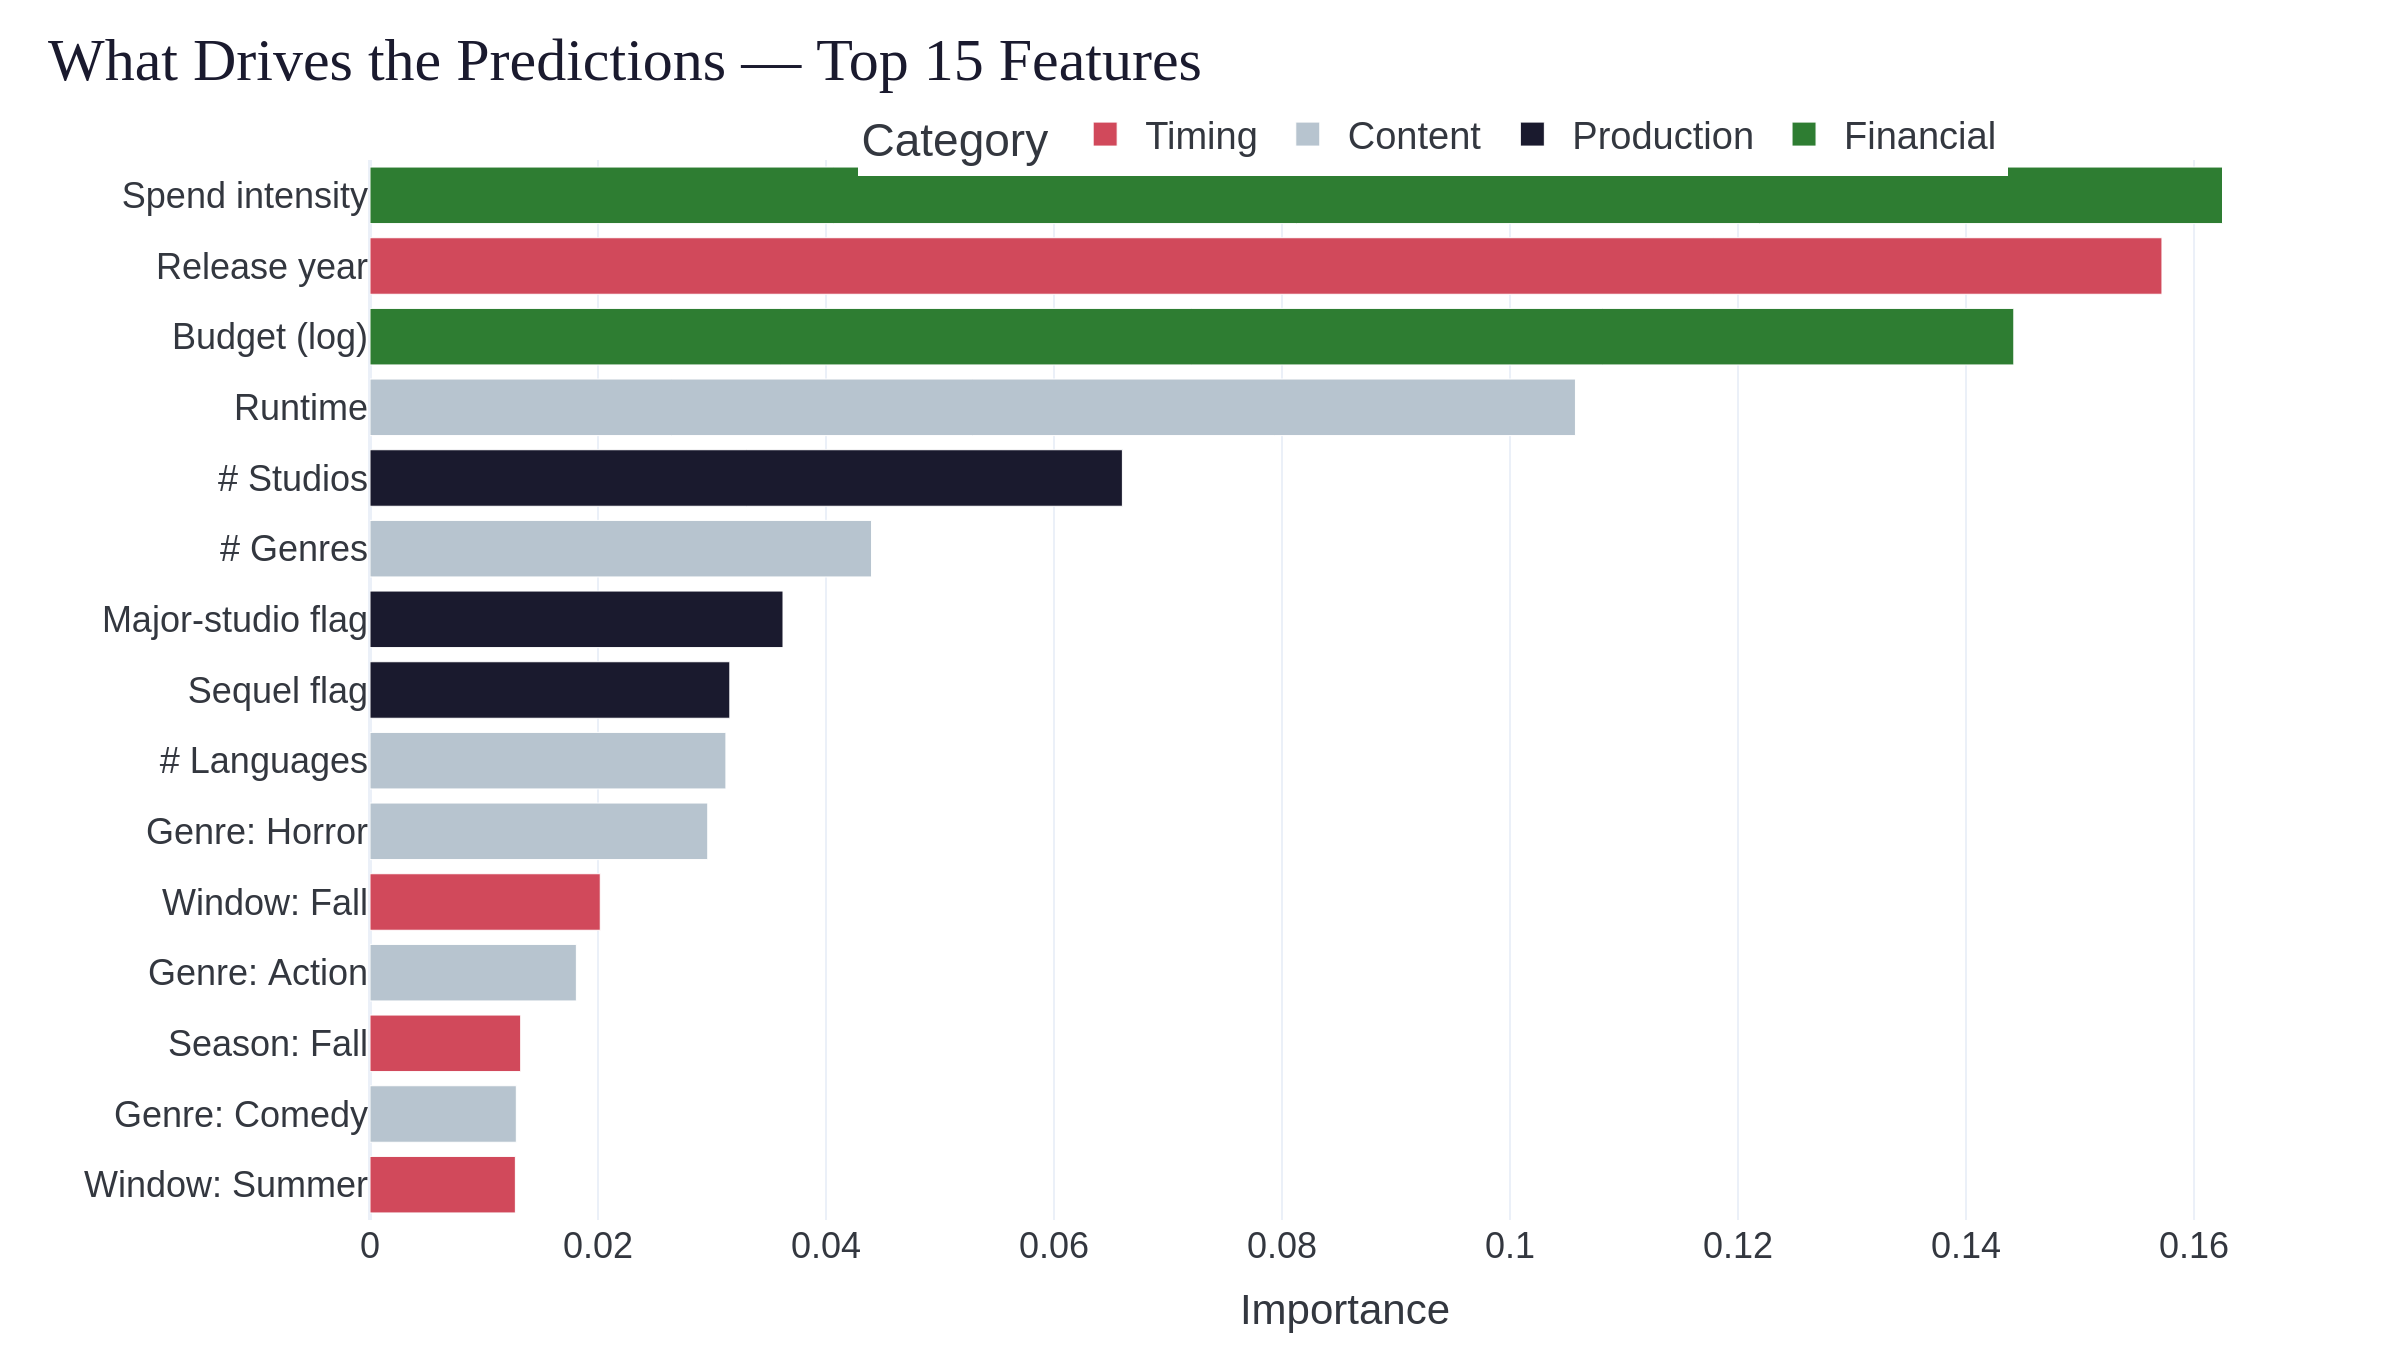 What Drives the Predictions — Top 15 Features
Category Timing Content Production Financial
Spend intensity
Release year
Budget (log)
Runtime
# Studios
# Genres
Major-studio flag
Sequel flag
# Languages
Genre: Horror
Window: Fall
Genre: Action
Season: Fall
Genre: Comedy
Window: Summer
0 0.02 0.04 0.06 0.08 0.1 0.12 0.14 0.16
Importance